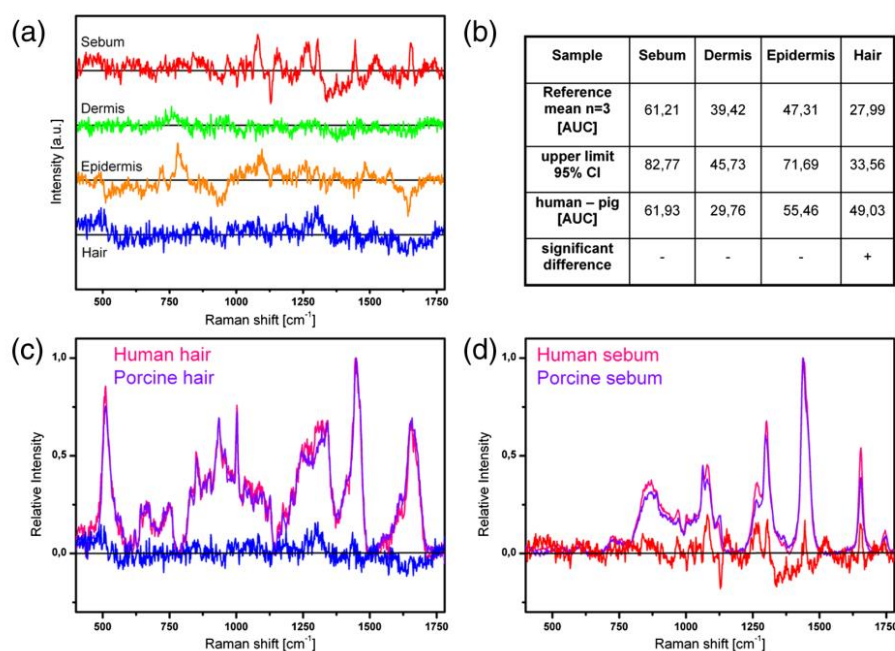 (a)
Sebum
Dermis
Epidermis
Hair
Intensity [a.u.]
500 750 1000 1250 1500 1750
Raman shift [cm⁻¹]
(b)
Sample Sebum Dermis Epidermis Hair
Reference
mean n=3
[AUC]
61,21 39,42 47,31 27,99
upper limit
95% CI
82,77 45,73 71,69 33,56
human – pig
[AUC]
61,93 29,76 55,46 49,03
significant
difference
- - - +
(c)
Human hair
Porcine hair
1,0
0,5
0,0
Relative Intensity
500 750 1000 1250 1500 1750
Raman shift [cm⁻¹]
(d)
Human sebum
Porcine sebum
1,0
0,5
0,0
Relative Intensity
500 750 1000 1250 1500 1750
Raman shift [cm⁻¹]